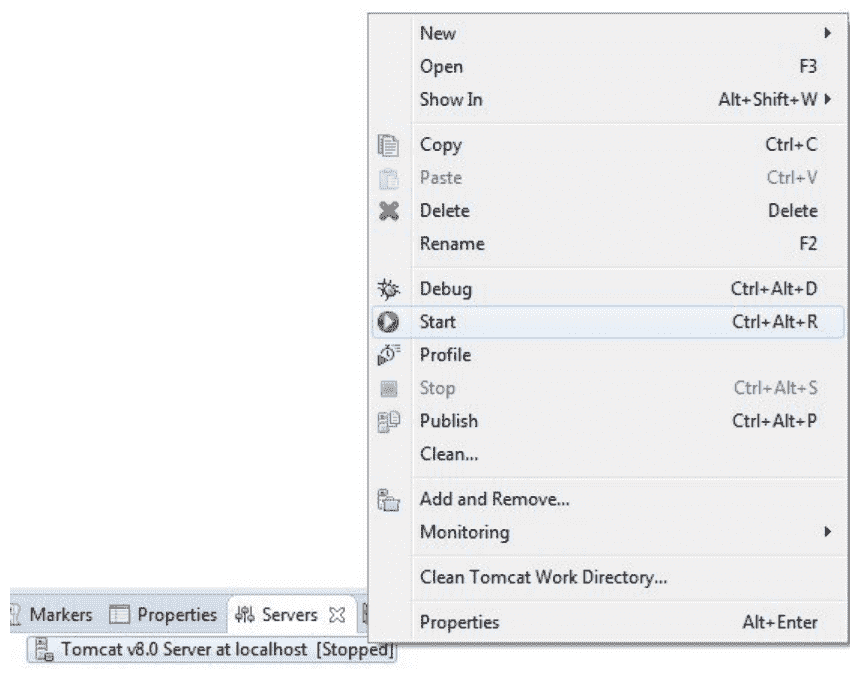 New
Open F3
Show In Alt+Shift+W
Copy Ctrl+C
Paste Ctrl+V
Delete Delete
Rename F2
Debug Ctrl+Alt+D
Start Ctrl+Alt+R
Profile
Stop Ctrl+Alt+S
Publish Ctrl+Alt+P
Clean...
Add and Remove...
Monitoring
Clean Tomcat Work Directory...
Properties Alt+Enter
Markers Properties Servers
Tomcat v8.0 Server at localhost [Stopped]